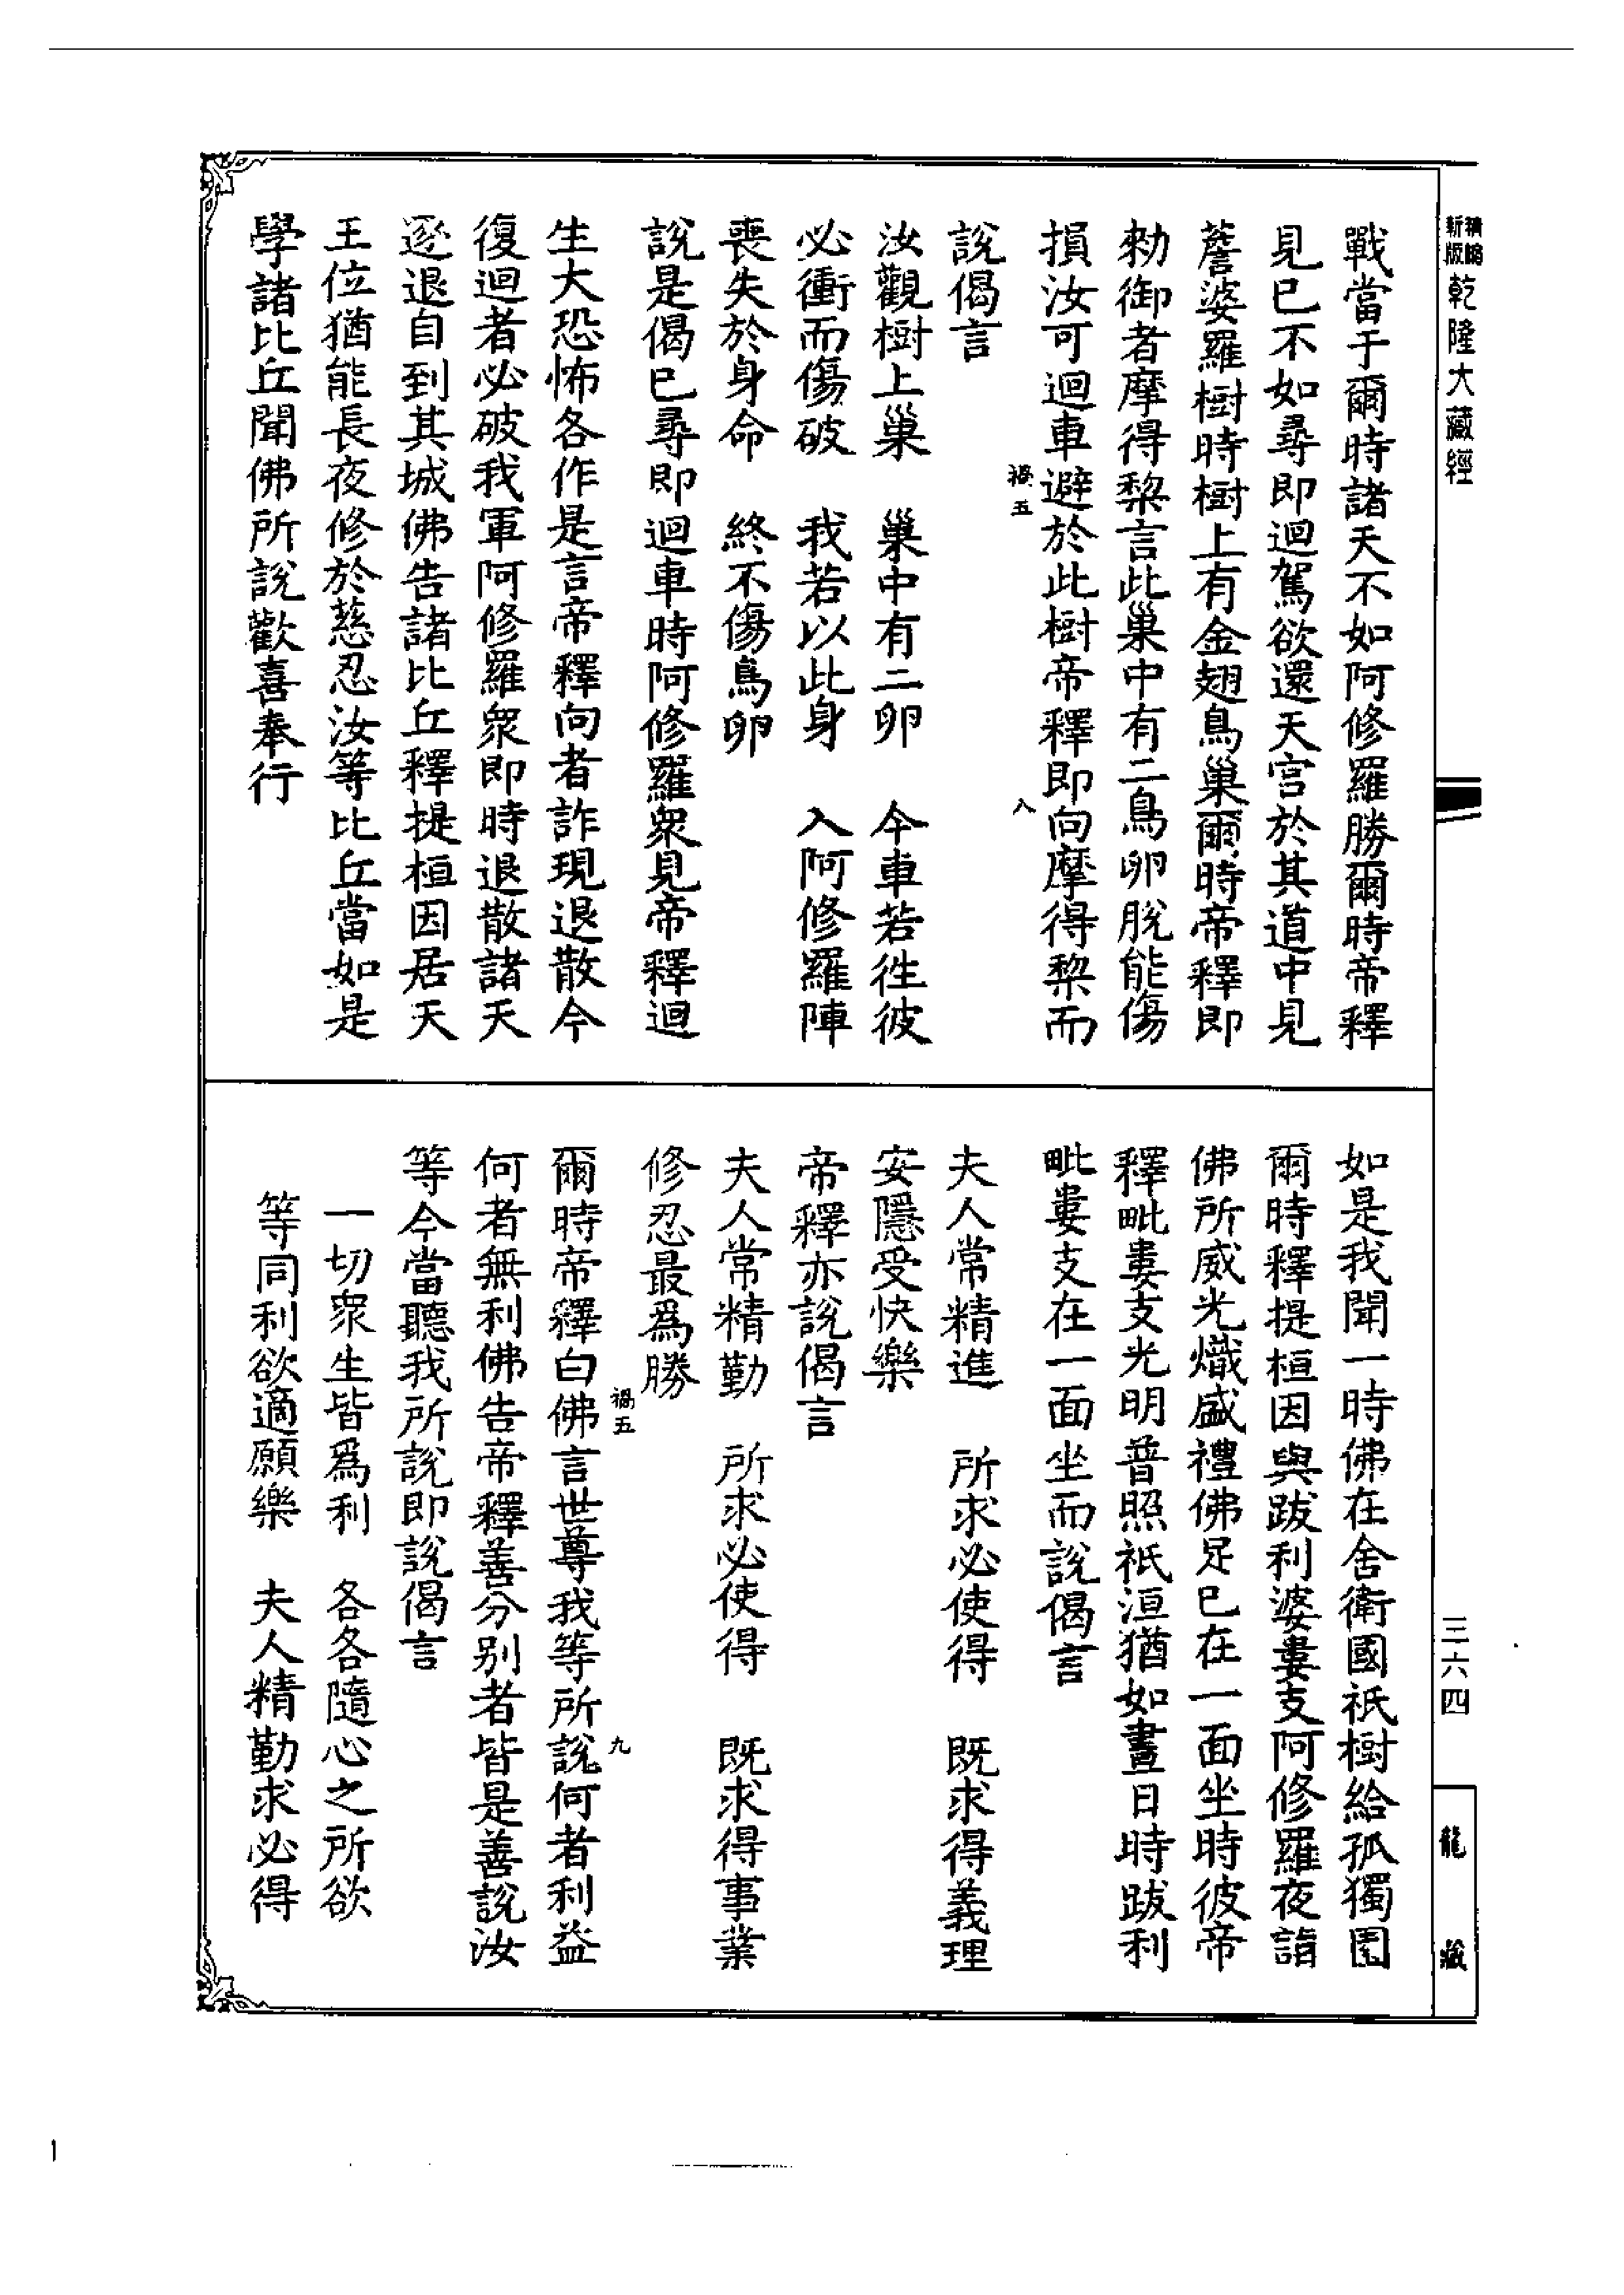 精縮新版乾隆大藏經
戰當于爾時諸天不如阿修羅勝爾時帝釋
見已不如尋即迴駕欲還天宮於其道中見
薝婆羅樹時樹上有金翅鳥巢爾時帝釋即
勑御者摩得梨言此巢中有二鳥卵脫能傷
損汝可迴車避於此樹帝釋即向摩得梨而
福五
八
說偈言
汝觀樹上巢 巢中有二卵 今車若徃彼
必衝而傷破 我若以此身 入阿修羅陣
喪失於身命 終不傷鳥卵
說是偈已尋即迴車時阿修羅衆見帝釋迴
生大恐怖各作是言帝釋向者詐現退散今
復迴者必破我軍阿修羅衆即時退散諸天
逐退自到其城佛告諸比丘釋提桓因居天
王位猶能長夜修於慈忍汝等比丘當如是
學諸比丘聞佛所說歡喜奉行
如是我聞一時佛在舍衛國祇樹給孤獨園
爾時釋提桓因與跋利婆婁支阿修羅夜詣
佛所威光熾盛禮佛足已在一面坐時彼帝
釋毗婁支光明普照祇洹猶如晝日時跋利
毗婁支在一面坐而說偈言
夫人常精進 所求必使得 既求得義理
安隱受快樂
帝釋亦說偈言
夫人常精勤 所求必使得 既求得事業
修忍最爲勝
福五
九
爾時帝釋白佛言世尊我等所說何者利益
何者無利佛告帝釋善分别者皆是善說汝
等今當聽我所說即說偈言
一切衆生皆爲利 各各隨心之所欲
等同利欲適願樂 夫人精勤求必得
三六四
龍藏